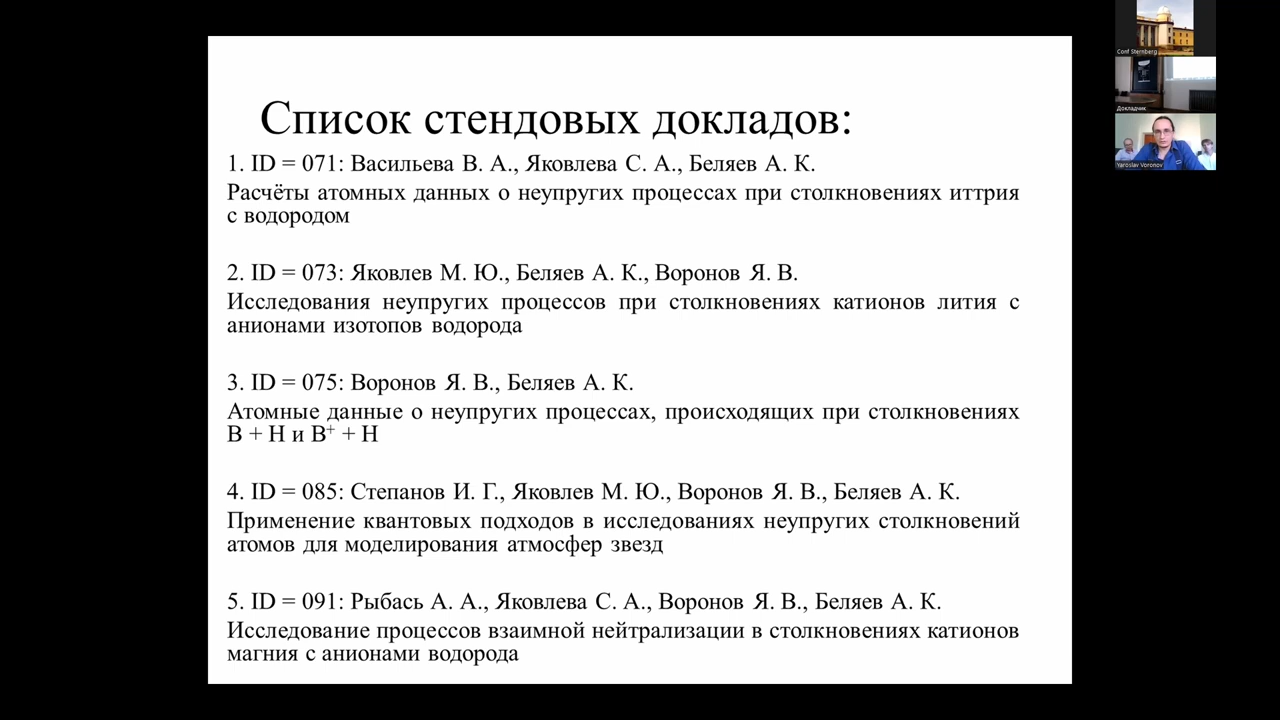 Список стендовых докладов:
1. ID = 071: Васильева В. А., Яковлева С. А., Беляев А. К.
Расчёты атомных данных о неупругих процессах при столкновениях иттрия
с водородом
2. ID = 073: Яковлев М. Ю., Беляев А. К., Воронов Я. В.
Исследования неупругих процессов при столкновениях катионов лития с
анионами изотопов водорода
3. ID = 075: Воронов Я. В., Беляев А. К.
Атомные данные о неупругих процессах, происходящих при столкновениях
B + H и B⁺ + H
4. ID = 085: Степанов И. Г., Яковлев М. Ю., Воронов Я. В., Беляев А. К.
Применение квантовых подходов в исследованиях неупругих столкновений
атомов для моделирования атмосфер звезд
5. ID = 091: Рыбась А. А., Яковлева С. А., Воронов Я. В., Беляев А. К.
Исследование процессов взаимной нейтрализации в столкновениях катионов
магния с анионами водорода
Conf Sternberg
Докладчик
Yaroslav Voronov